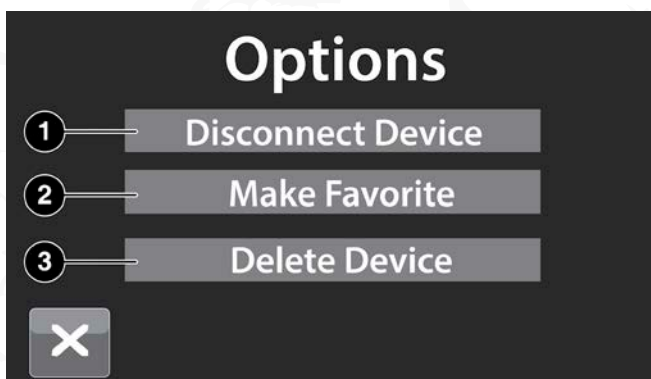 Options
1 Disconnect Device
2 Make Favorite
3 Delete Device